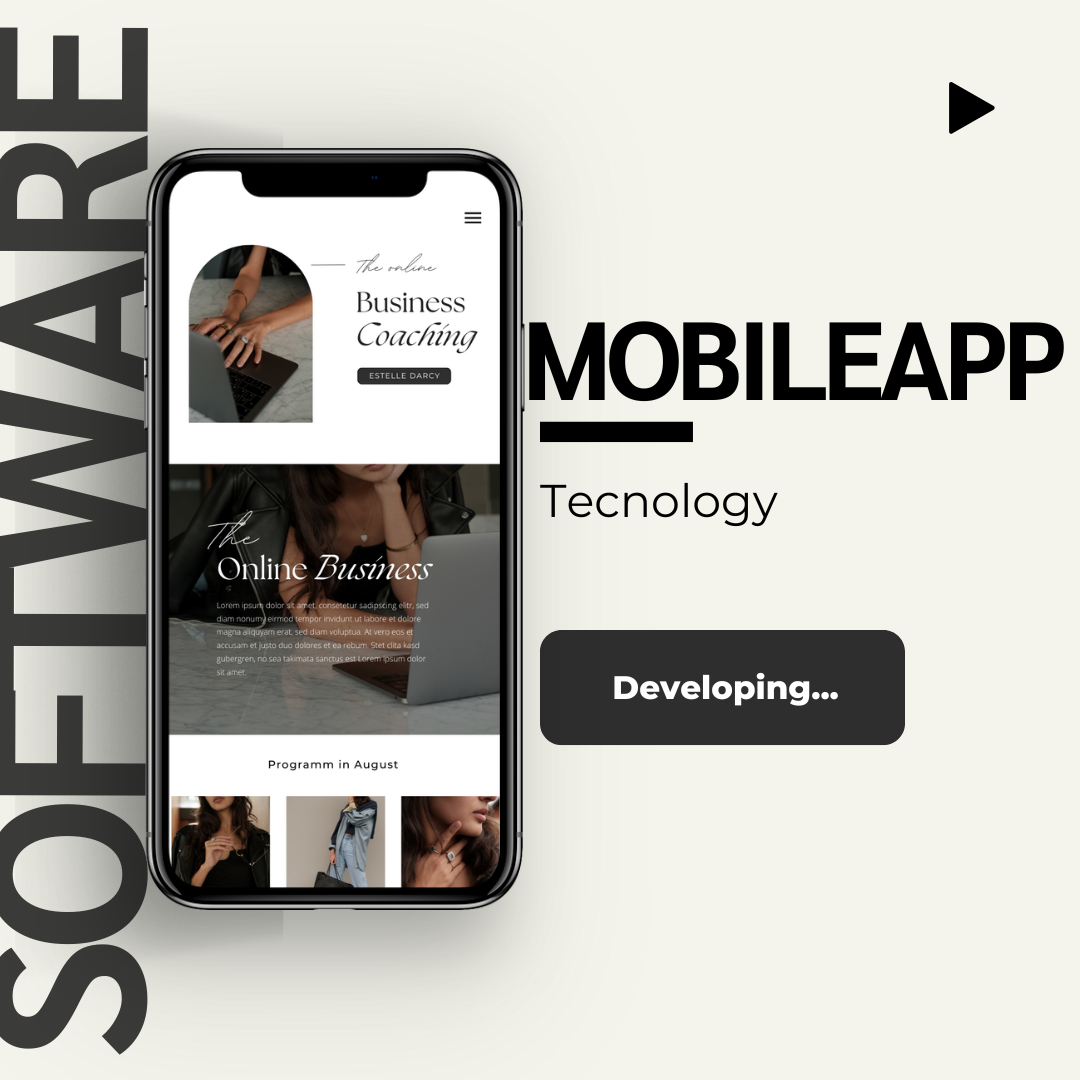 SOFTWARE
The online
Business
Coaching
ESTELLE DARCY
The
Online Business
Lorem ipsum dolor sit amet, consetetur sadipscing elitr, sed
diam nonumy eirmod tempor invidunt ut labore et dolore
magna aliquyam erat, sed diam voluptua. At vero eos et
accusam et justo duo dolores et ea rebum. Stet clita kasd
gubergren, no sea takimata sanctus est Lorem ipsum dolor
sit amet.
Programm in August
MOBILEAPP
Tecnology
Developing...